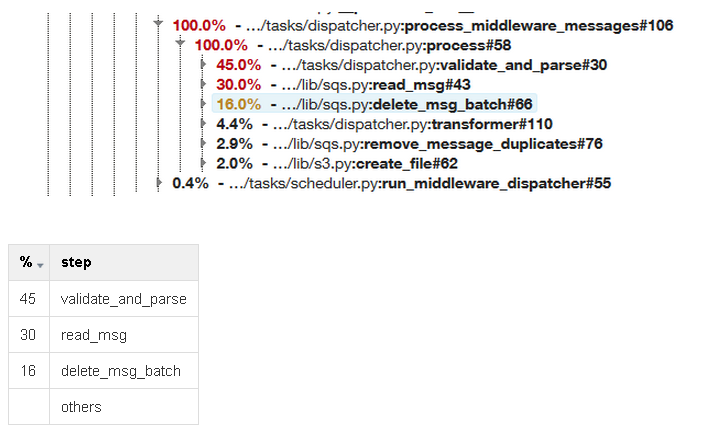 100.0% - .../tasks/dispatcher.py:process_middleware_messages#106
100.0% - .../tasks/dispatcher.py:process#58
45.0% - .../tasks/dispatcher.py:validate_and_parse#30
30.0% - .../lib/sqs.py:read_msg#43
16.0% - .../lib/sqs.py:delete_msg_batch#66
4.4% - .../tasks/dispatcher.py:transformer#110
2.9% - .../lib/sqs.py:remove_message_duplicates#76
2.0% - .../lib/s3.py:create_file#62
0.4% - .../tasks/scheduler.py:run_middleware_dispatcher#55
% step
45 validate_and_parse
30 read_msg
16 delete_msg_batch
others